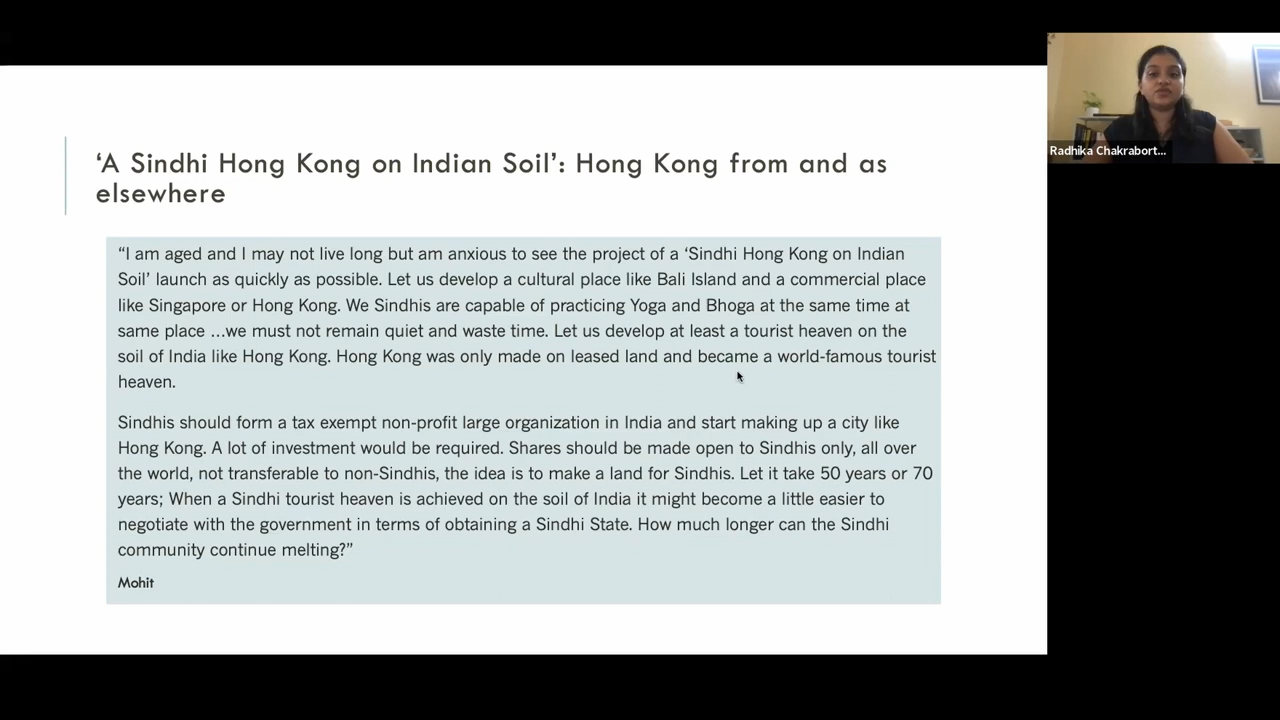 ‘A Sindhi Hong Kong on Indian Soil’: Hong Kong from and as
elsewhere
“I am aged and I may not live long but am anxious to see the project of a ‘Sindhi Hong Kong on Indian
Soil’ launch as quickly as possible. Let us develop a cultural place like Bali Island and a commercial place
like Singapore or Hong Kong. We Sindhis are capable of practicing Yoga and Bhoga at the same time at
same place ...we must not remain quiet and waste time. Let us develop at least a tourist heaven on the
soil of India like Hong Kong. Hong Kong was only made on leased land and became a world-famous tourist
heaven.
Sindhis should form a tax exempt non-profit large organization in India and start making up a city like
Hong Kong. A lot of investment would be required. Shares should be made open to Sindhis only, all over
the world, not transferable to non-Sindhis, the idea is to make a land for Sindhis. Let it take 50 years or 70
years; When a Sindhi tourist heaven is achieved on the soil of India it might become a little easier to
negotiate with the government in terms of obtaining a Sindhi State. How much longer can the Sindhi
community continue melting?”
Mohit
Radhika Chakrabort...